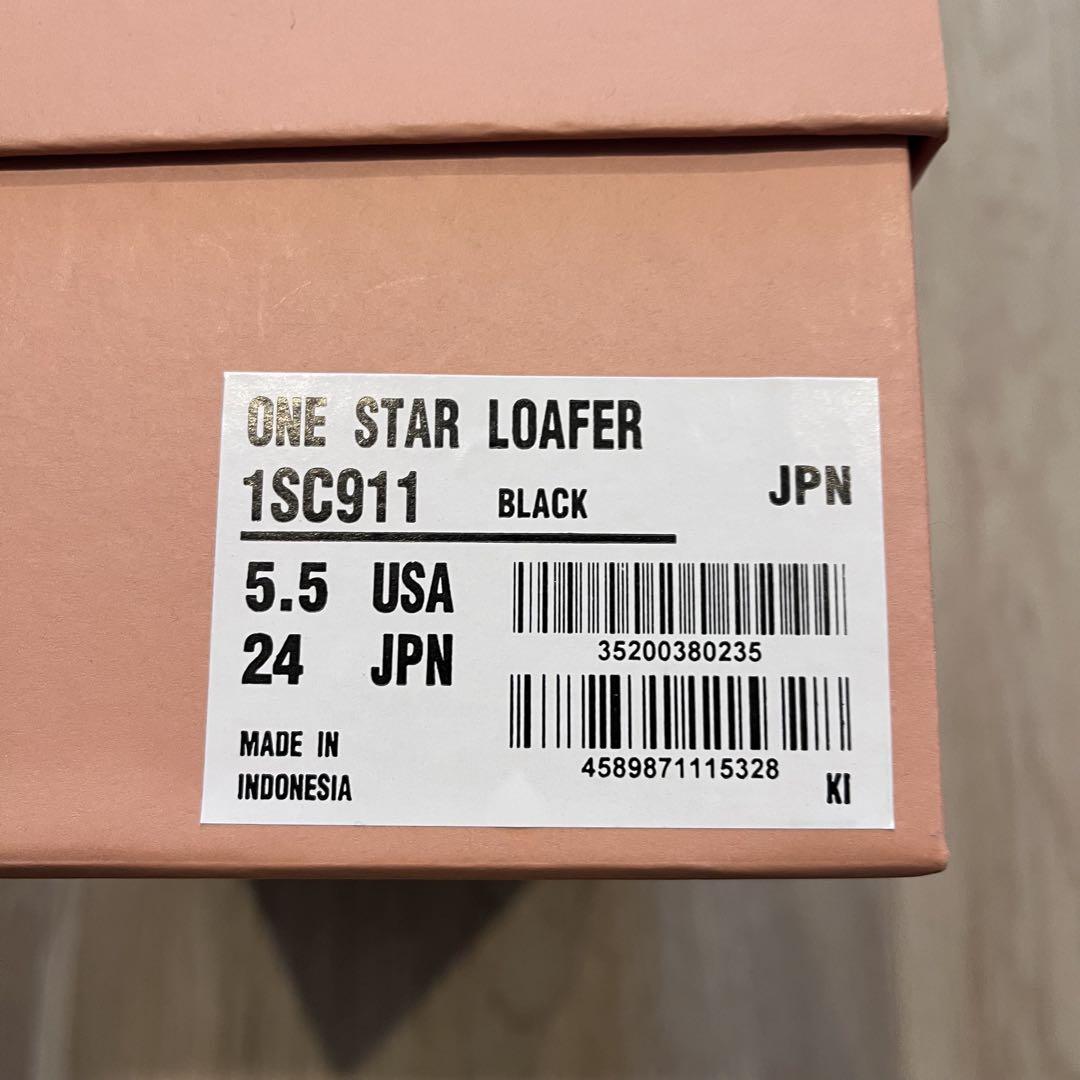 ONE STAR LOAFER
1SC911 BLACK JPN
5.5 USA
24 JPN
35200380235
4589871115328
MADE IN
INDONESIA
KI